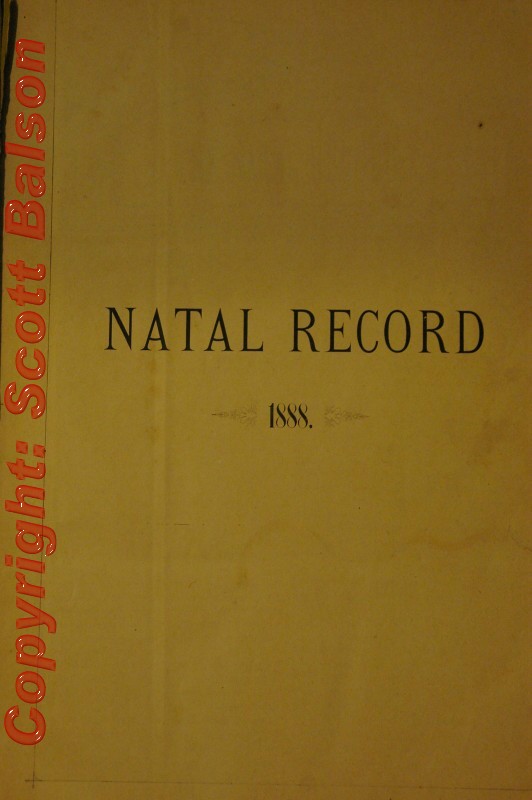 NATAL RECORD
1888.
Copyright: Scott Balson